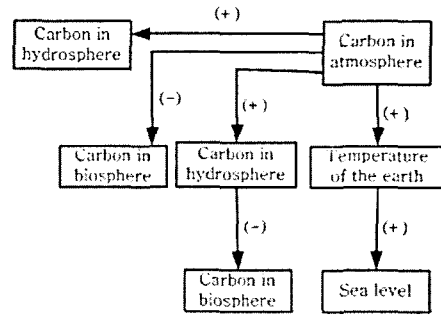 (+)
Carbon in
hydrosphere
Carbon in
atmosphere
(-)
(+)
(+)
Carbon in
biosphere
Carbon in
hydrosphere
Temperature
of the earth
(-)
(+)
Carbon in
biosphere
Sea level